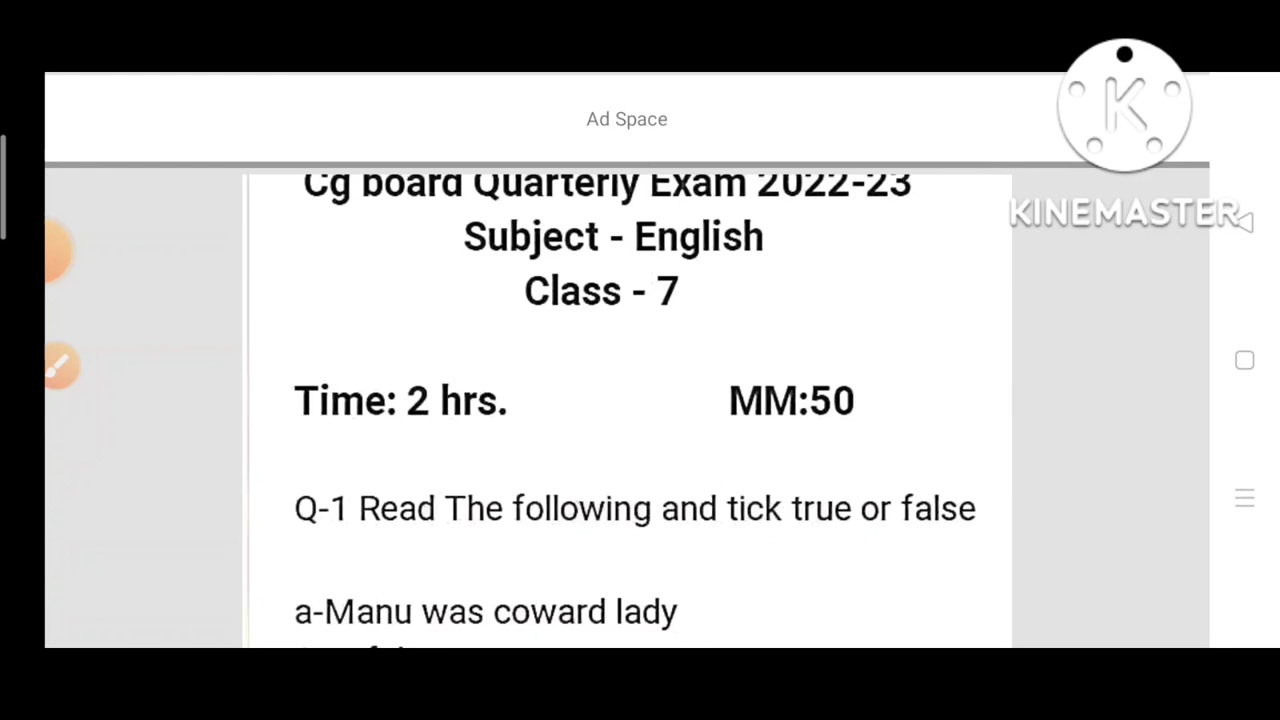 Ad Space
Cg board Quarterly Exam 2022-23
Subject - English
Class - 7
Time: 2 hrs. MM:50
Q-1 Read The following and tick true or false
a-Manu was coward lady
K
KINEMASTER